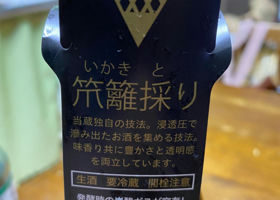 いかき と
笊籬採り
当蔵独自の技法。浸透圧で
滲み出たお酒を集める技法。
味香り共に豊かさと透明感
を両立しています。
生酒 要冷蔵 開栓注意